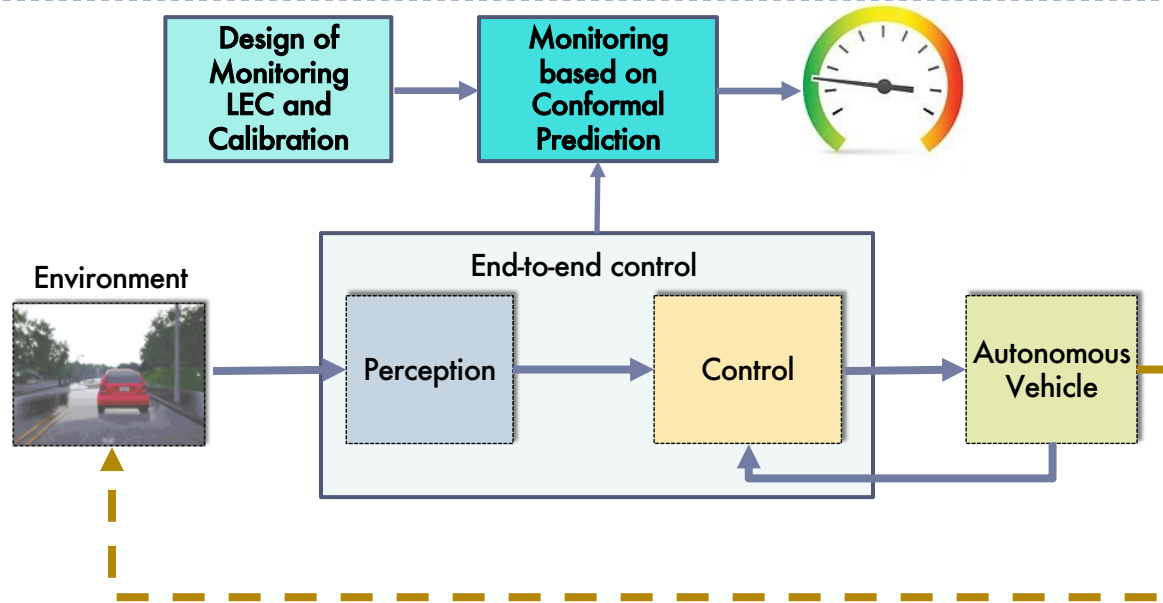 Design of
Monitoring
LEC and
Calibration
Monitoring
based on
Conformal
Prediction
End-to-end control
Environment
Perception
Control
Autonomous
Vehicle